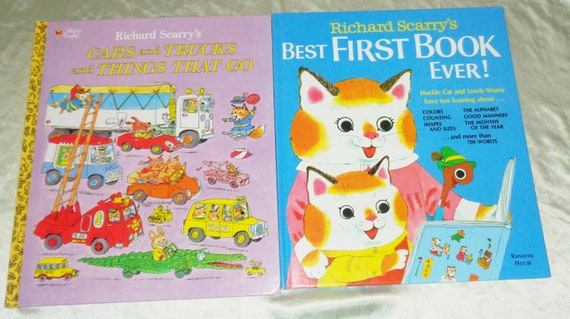 Richard Scarry's
CARS and TRUCKS
and THINGS THAT GO
Richard Scarry's
BEST FIRST BOOK
EVER!
Huckle Cat and Lowly Worm
have fun learning about . . .
COLORS
COUNTING
SHAPES
AND SIZES
THE ALPHABET
GOOD MANNERS
THE MONTHS
OF THE YEAR
. . . and more than
700 WORDS
RANDOM
HOUSE